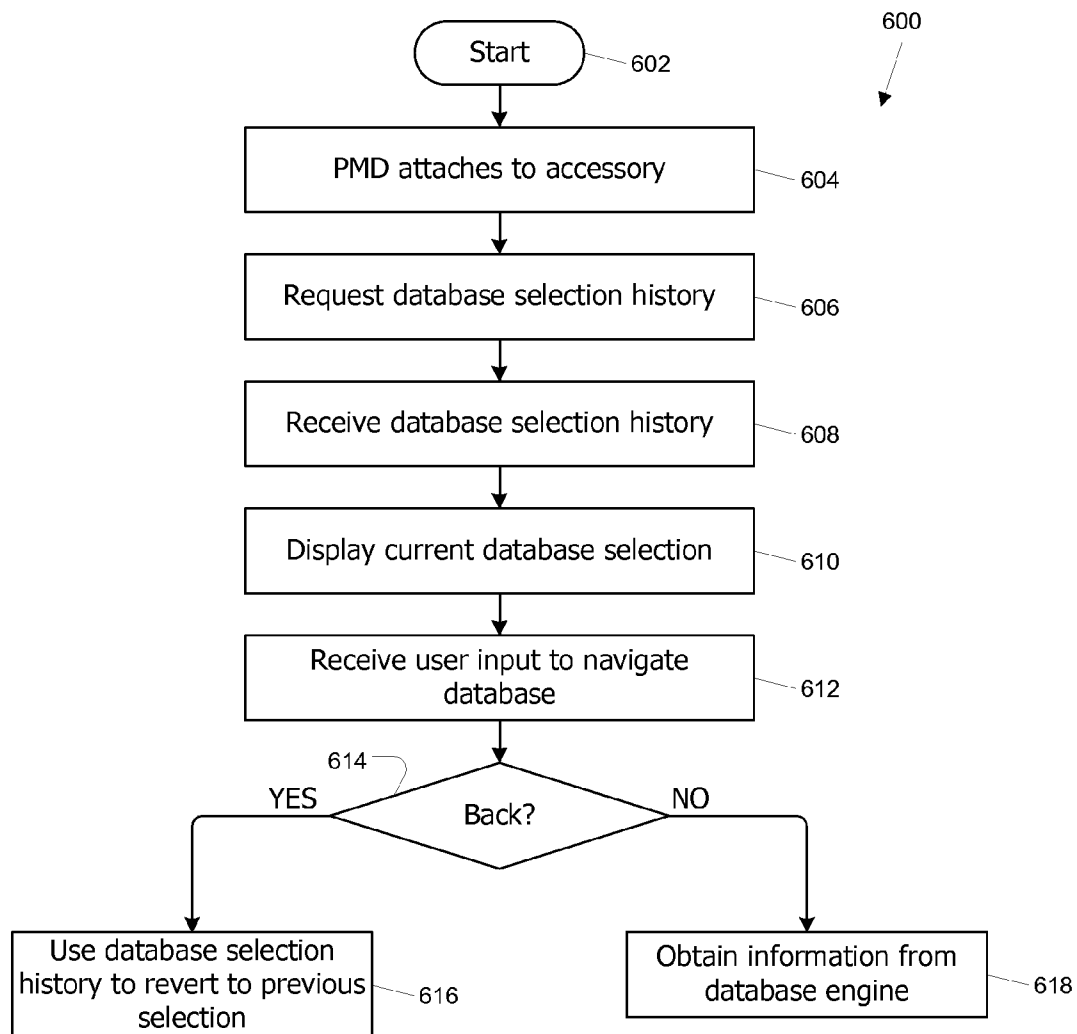 600
Start
602
PMD attaches to accessory
604
Request database selection history
606
Receive database selection history
608
Display current database selection
610
Receive user input to navigate
database
612
614
YES
Back?
NO
Use database selection
history to revert to previous
selection
616
Obtain information from
database engine
618